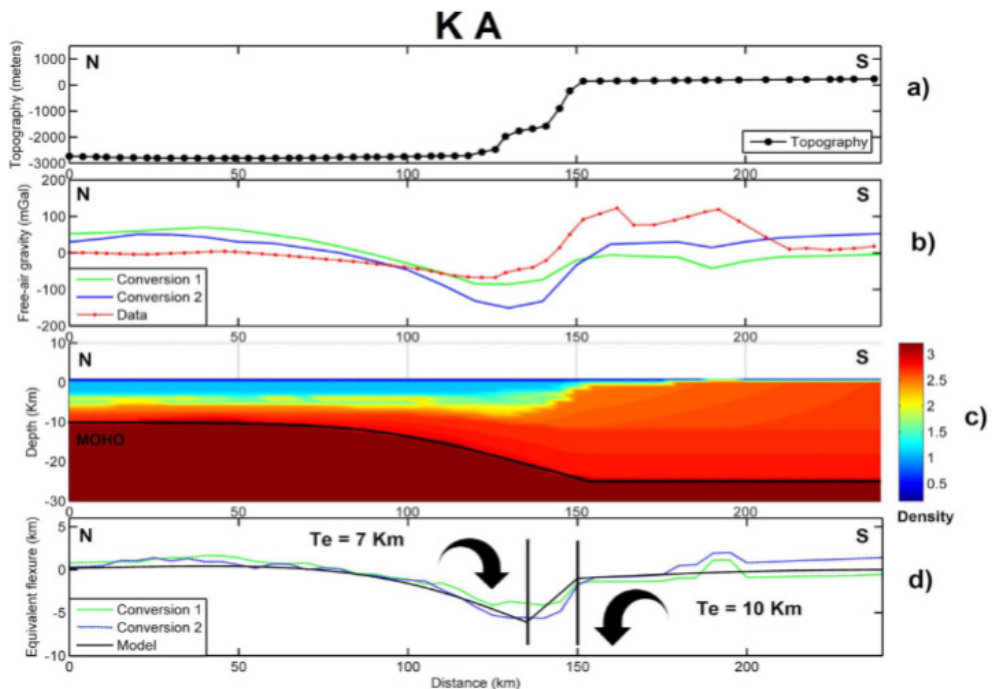 K A
N
S
a)
Topography (meters)
1000
0
-1000
-2000
-3000
Topography
0
50
100
150
200
N
S
b)
Free-air gravity (mGal)
200
100
0
-100
-200
Conversion 1
Conversion 2
Data
0
50
100
150
200
N
S
c)
Depth (Km)
10
0
-10
-20
-30
MOHO
3
2.5
2
1.5
1
0.5
Density
0
50
100
150
200
N
S
d)
Equivalent flexure (km)
5
0
-5
-10
Te = 7 Km
Te = 10 Km
Conversion 1
Conversion 2
Model
0
50
100
150
200
Distance (km)